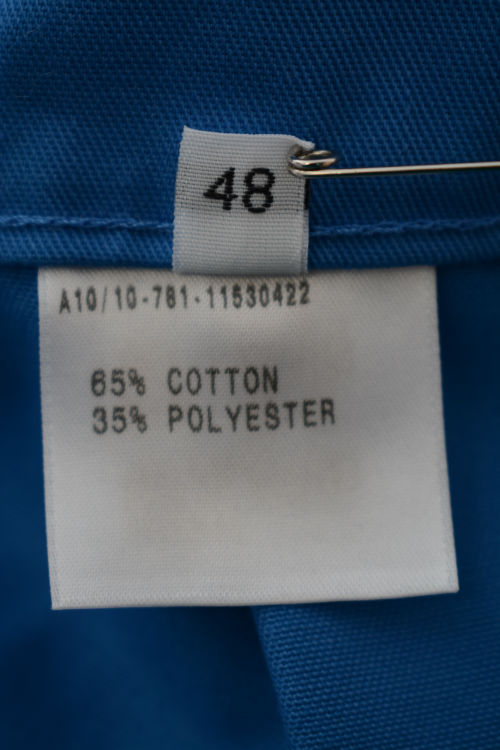 48
A10/10-781-11530422
65% COTTON
35% POLYESTER